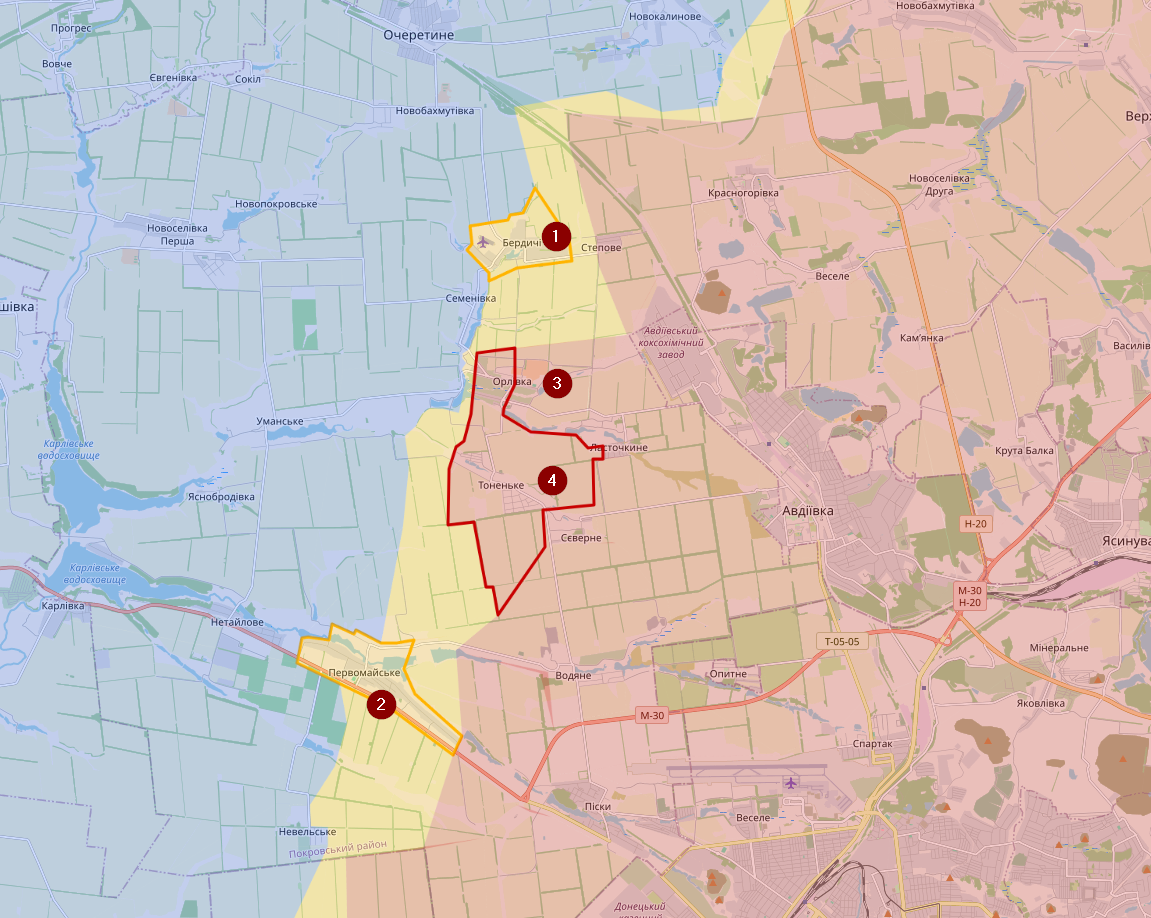 Прогрес
Вовче
Євгенівка
Сокіл
Очеретине
Новокалинове
Новобахмутівка
Новобахмутівка
Верх
Новопокровське
Новоселівка
Перша
Красногорівка
Новоселівка
Друга
Бердичі
1
Степове
Веселе
шівка
Семенівка
Авдіївський
коксохімічний
завод
Кам'янка
Василів
Орлівка
3
Уманське
Карлівське
водосховище
Ласточкине
Крута Балка
Яснобродівка
Тоненьке
4
Авдіївка
Н-20
Сєверне
Ясинува
Карлівське
водосховище
Карлівка
М-30
Н-20
Нетайлове
Т-05-05
Мінеральне
Первомайське
2
Водяне
Опитне
Яковлівка
М-30
Спартак
Піски
Веселе
Невельське
Покровський район
Донецький